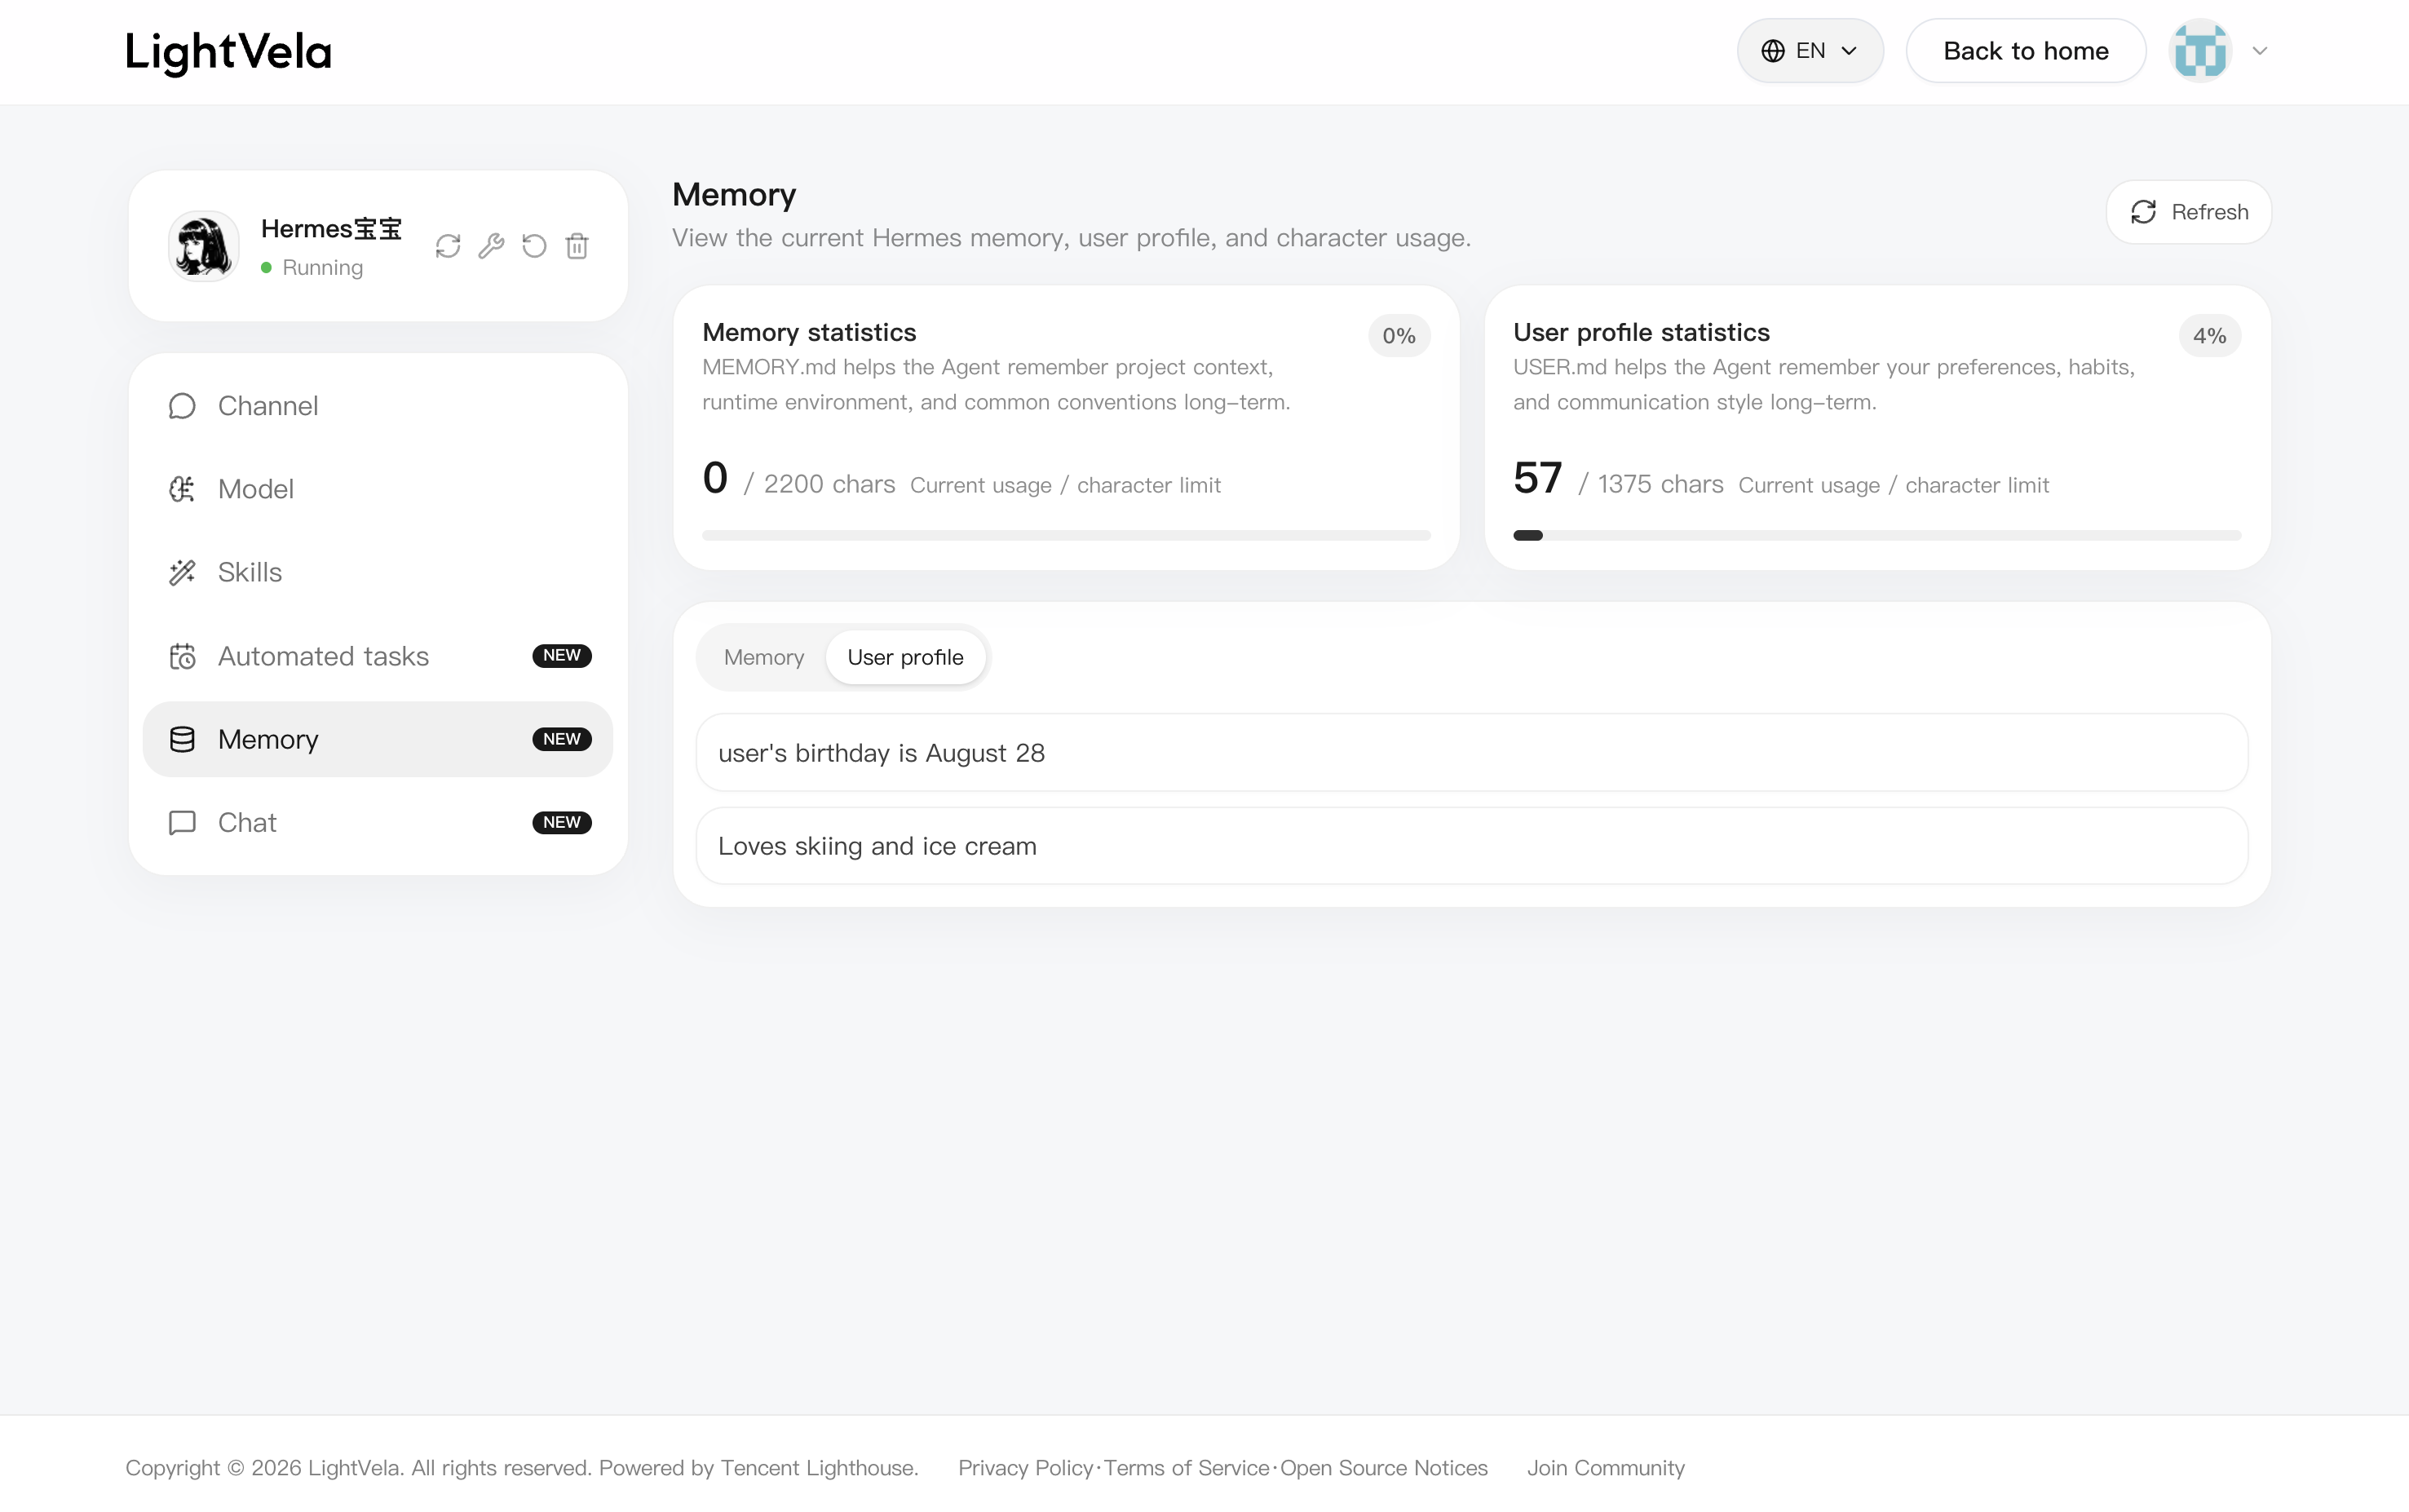 LightVela
EN
Back to home
Hermes宝宝
Running
Channel
Model
Skills
Automated tasks NEW
Memory NEW
Chat NEW
Memory
View the current Hermes memory, user profile, and character usage.
Refresh
Memory statistics
0%
MEMORY.md helps the Agent remember project context,
runtime environment, and common conventions long-term.
0 / 2200 chars Current usage / character limit
User profile statistics
4%
USER.md helps the Agent remember your preferences, habits,
and communication style long-term.
57 / 1375 chars Current usage / character limit
Memory User profile
user's birthday is August 28
Loves skiing and ice cream
Copyright © 2026 LightVela. All rights reserved. Powered by Tencent Lighthouse. Privacy Policy·Terms of Service·Open Source Notices Join Community